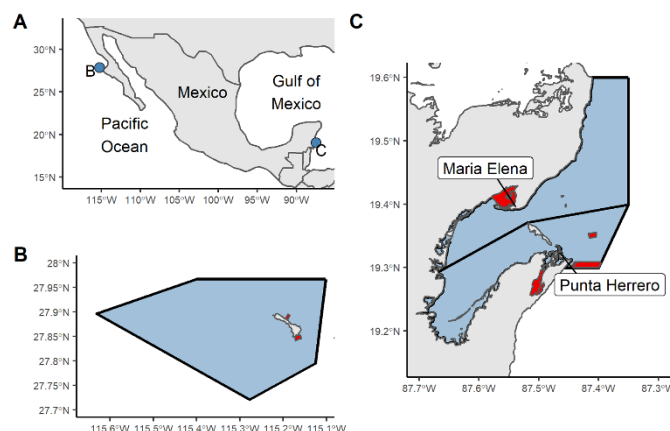 A
30°N
25°N
20°N
15°N
B
Mexico
Gulf of
Mexico
Pacific
Ocean
C
115°W
110°W
105°W
100°W
95°W
90°W
B
28°N
27.95°N
27.9°N
27.85°N
27.8°N
27.75°N
27.7°N
115.6°W
115.5°W
115.4°W
115.3°W
115.2°W
115.1°W
C
19.6°N
19.5°N
19.4°N
19.3°N
19.2°N
Maria Elena
Punta Herrero
87.7°W
87.6°W
87.5°W
87.4°W
87.3°W